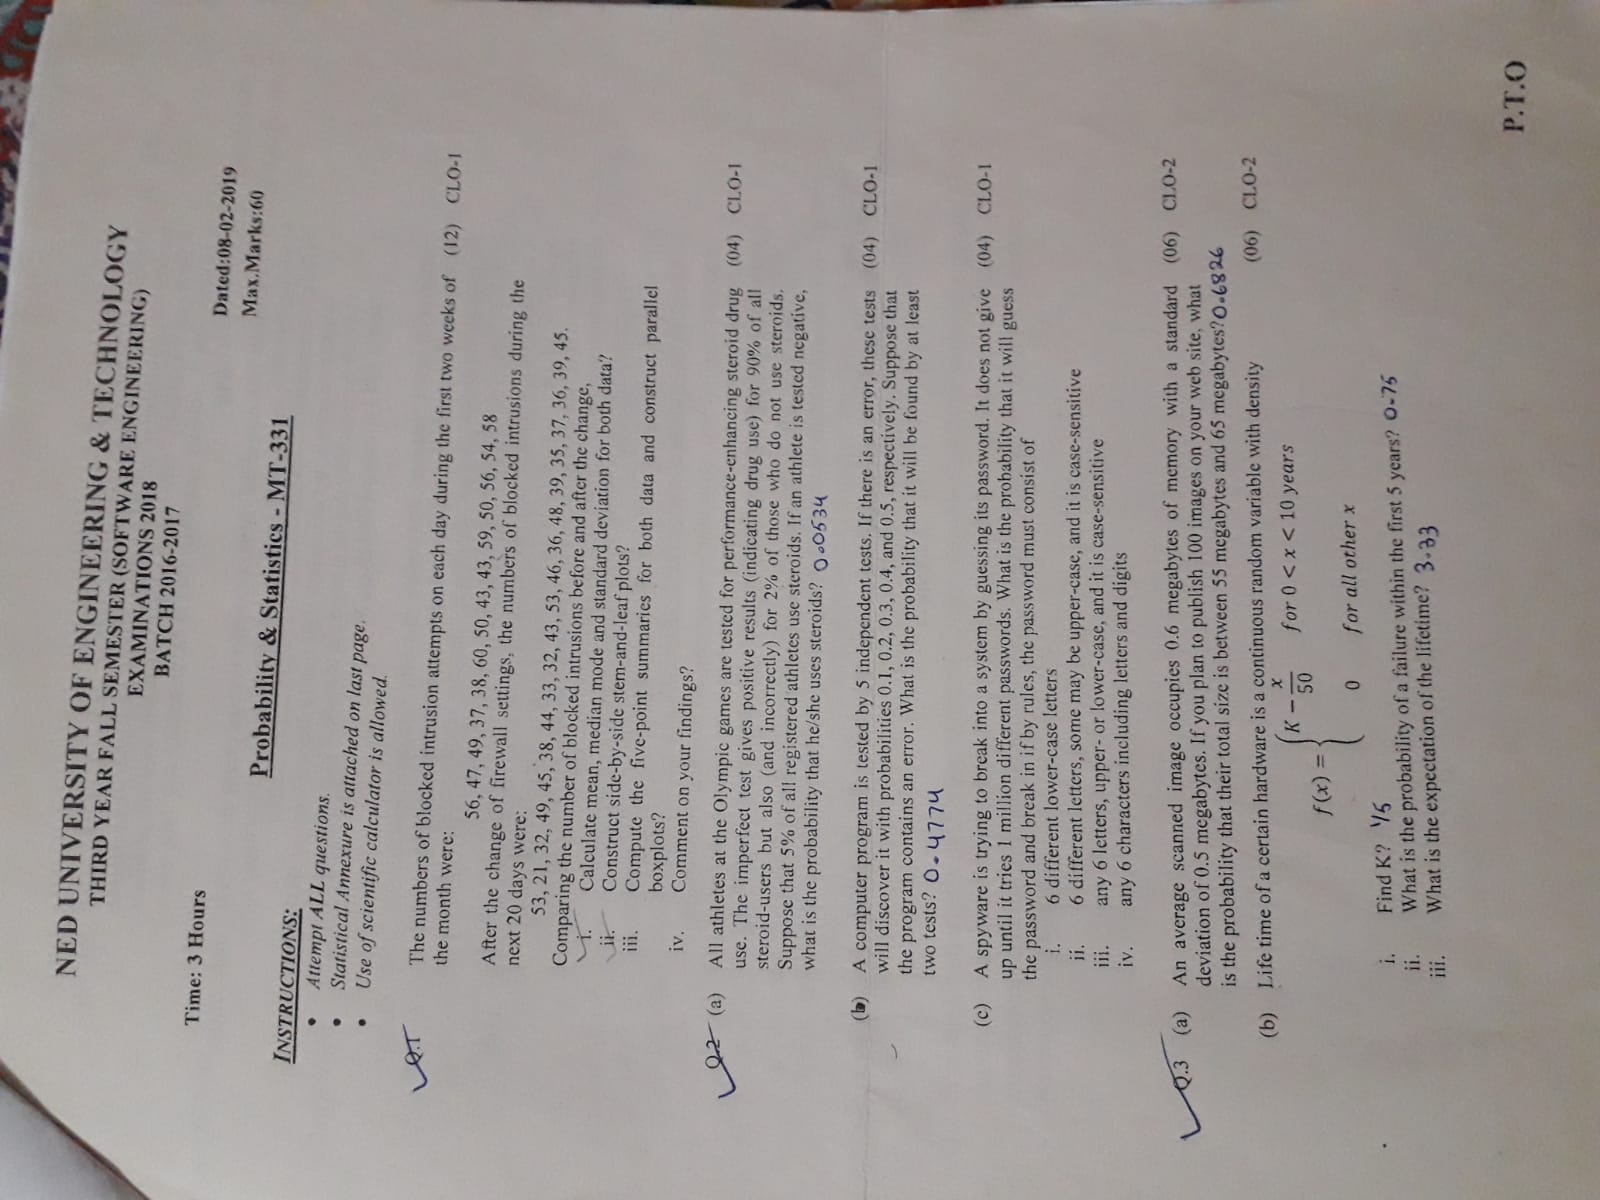 NED UNIVERSITY OF ENGINEERING & TECHNOLOGY
THIRD YEAR FALL SEMESTER (SOFTWARE ENGINEERING)
EXAMINATIONS 2018
BATCH 2016-2017
Time: 3 Hours
Dated:08-02-2019
Max.Marks:60
Probability & Statistics - MT-331
INSTRUCTIONS:
• Attempt ALL questions.
• Statistical Annexure is attached on last page.
• Use of scientific calculator is allowed.
Q.1 The numbers of blocked intrusion attempts on each day during the first two weeks of (12) CLO-1
the month were:
56, 47, 49, 37, 38, 60, 50, 43, 43, 59, 50, 56, 54, 58
After the change of firewall settings, the numbers of blocked intrusions during the
next 20 days were:
53, 21, 32, 49, 45, 38, 44, 33, 32, 43, 53, 46, 36, 48, 39, 35, 37, 36, 39, 45.
Comparing the number of blocked intrusions before and after the change,
i. Calculate mean, median mode and standard deviation for both data?
ii. Construct side-by-side stem-and-leaf plots?
iii. Compute the five-point summaries for both data and construct parallel
boxplots?
iv. Comment on your findings?
Q.2 (a) All athletes at the Olympic games are tested for performance-enhancing steroid drug (04) CLO-1
use. The imperfect test gives positive results (indicating drug use) for 90% of all
steroid-users but also (and incorrectly) for 2% of those who do not use steroids.
Suppose that 5% of all registered athletes use steroids. If an athlete is tested negative,
what is the probability that he/she uses steroids? 0.0534
(b) A computer program is tested by 5 independent tests. If there is an error, these tests (04) CLO-1
will discover it with probabilities 0.1, 0.2, 0.3, 0.4, and 0.5, respectively. Suppose that
the program contains an error. What is the probability that it will be found by at least
two tests? 0.4774
(c) A spyware is trying to break into a system by guessing its password. It does not give (04) CLO-1
up until it tries 1 million different passwords. What is the probability that it will guess
the password and break in if by rules, the password must consist of
i. 6 different lower-case letters
ii. 6 different letters, some may be upper-case, and it is case-sensitive
iii. any 6 letters, upper- or lower-case, and it is case-sensitive
iv. any 6 characters including letters and digits
Q.3 (a) An average scanned image occupies 0.6 megabytes of memory with a standard (06) CLO-2
deviation of 0.5 megabytes. If you plan to publish 100 images on your web site, what
is the probability that their total size is between 55 megabytes and 65 megabytes? 0.6826
(b) Life time of a certain hardware is a continuous random variable with density (06) CLO-2
f(x) = { K - x/50 for 0 < x < 10 years
0 for all other x
i. Find K? 1/5
ii. What is the probability of a failure within the first 5 years? 0.75
iii. What is the expectation of the lifetime? 3.33
P.T.O